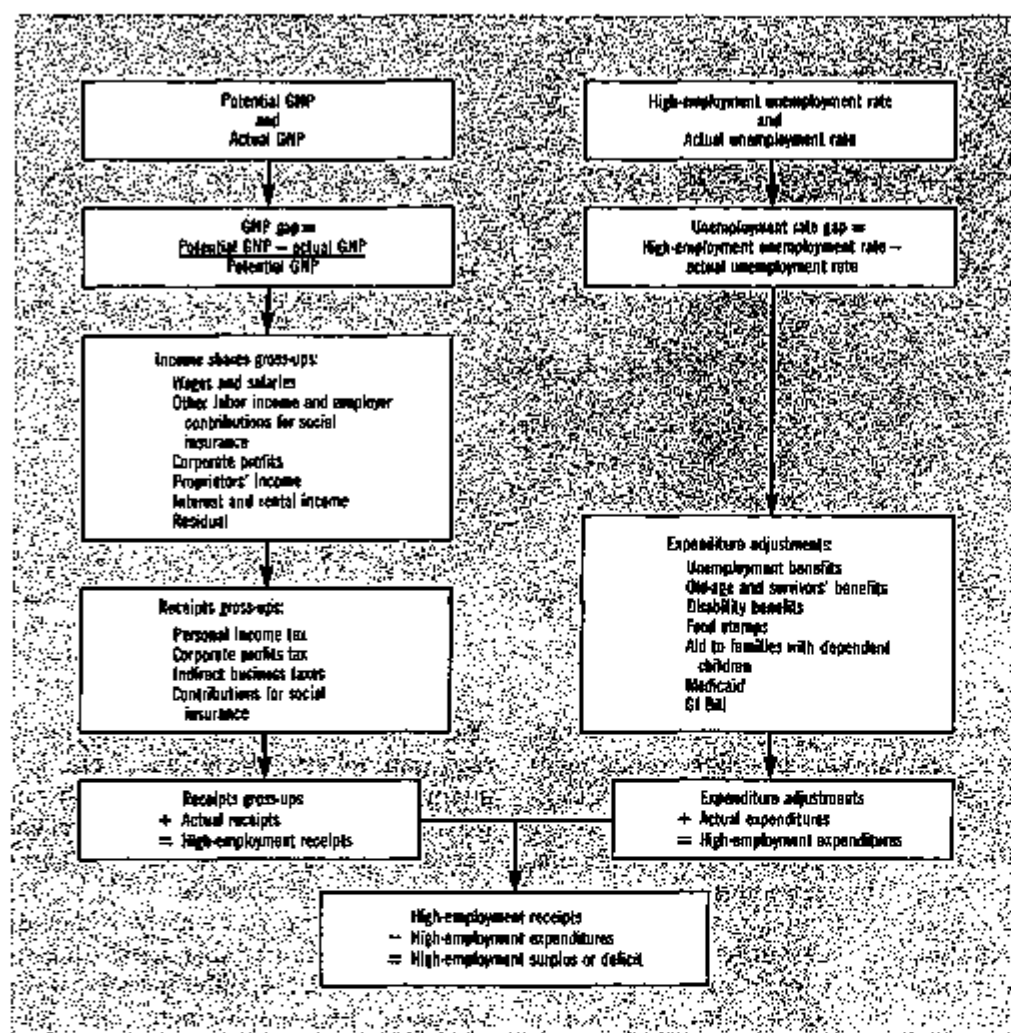 Potential GNP
and
Actual GNP
GNP gap =
Potential GNP − actual GNP
Potential GNP
Income shares gross-ups:
Wages and salaries
Other labor income and employer
contributions for social
insurance
Corporate profits
Proprietors' income
Interest and rental income
Residual
Receipts gross-ups:
Personal income tax
Corporate profits tax
Indirect business taxes
Contributions for social
insurance
Receipts gross-ups
+ Actual receipts
= High-employment receipts
High-employment unemployment rate
and
Actual unemployment rate
Unemployment rate gap =
High-employment unemployment rate −
actual unemployment rate
Expenditure adjustments:
Unemployment benefits
Old-age and survivors' benefits
Disability benefits
Food stamps
Aid to families with dependent
children
Medicaid
GI Bill
Expenditure adjustments
+ Actual expenditures
= High-employment expenditures
High-employment receipts
− High-employment expenditures
= High-employment surplus or deficit